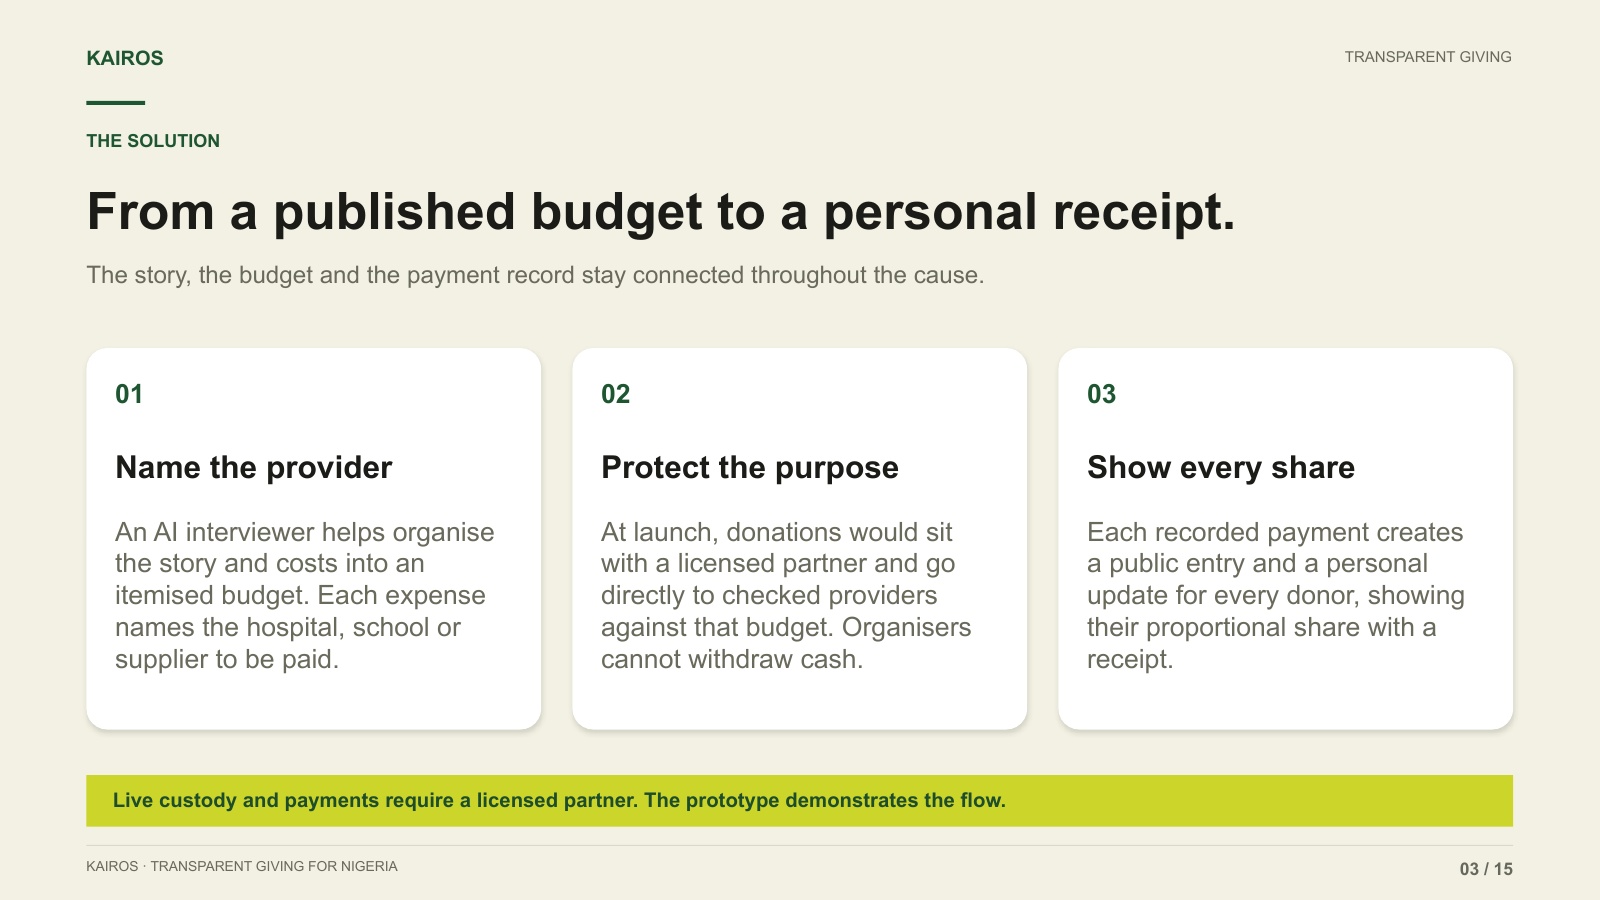 KAIROS
TRANSPARENT GIVING
THE SOLUTION
From a published budget to a personal receipt.
The story, the budget and the payment record stay connected throughout the cause.
01
Name the provider
An AI interviewer helps organise
the story and costs into an
itemised budget. Each expense
names the hospital, school or
supplier to be paid.
02
Protect the purpose
At launch, donations would sit
with a licensed partner and go
directly to checked providers
against that budget. Organisers
cannot withdraw cash.
03
Show every share
Each recorded payment creates
a public entry and a personal
update for every donor, showing
their proportional share with a
receipt.
Live custody and payments require a licensed partner. The prototype demonstrates the flow.
KAIROS · TRANSPARENT GIVING FOR NIGERIA
03 / 15